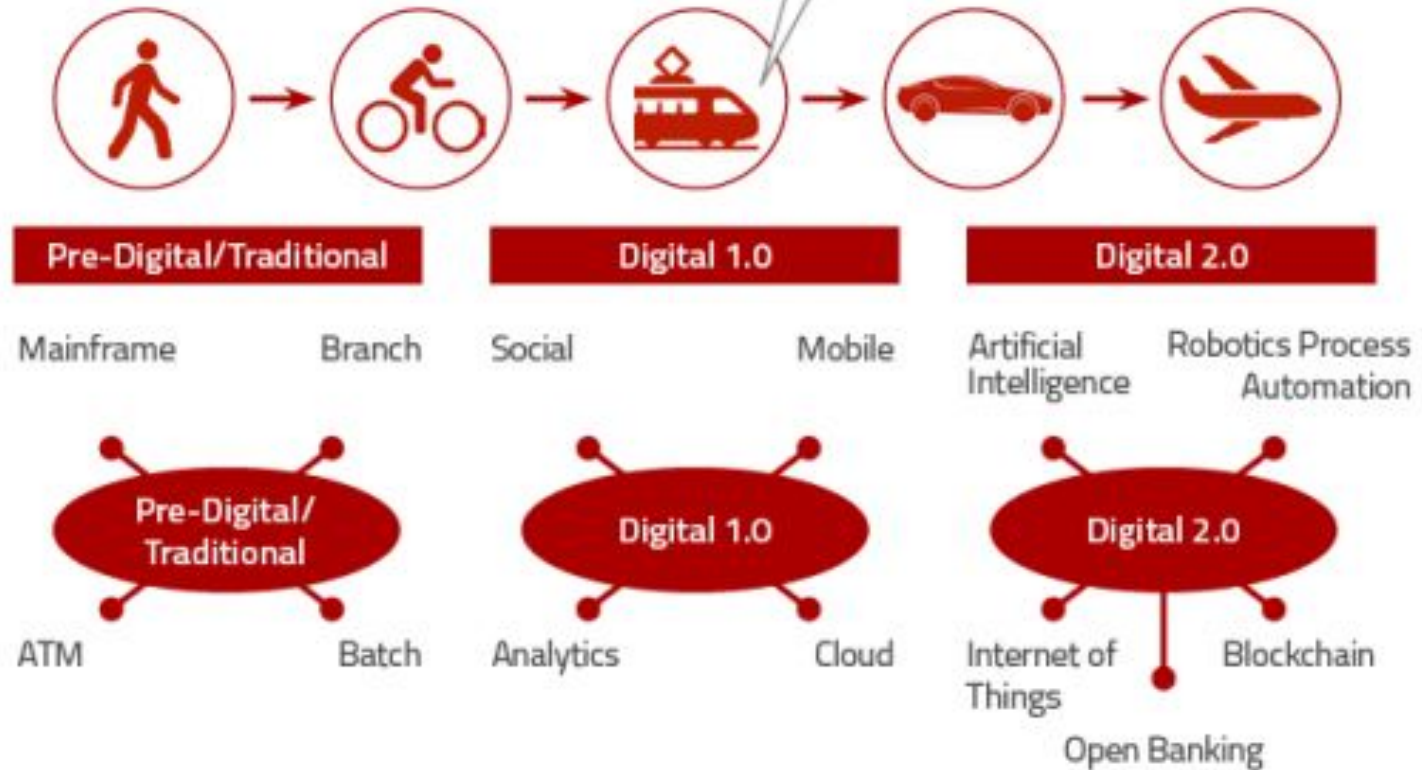 Pre-Digital/Traditional
Digital 1.0
Digital 2.0
Mainframe
Branch
Social
Mobile
Artificial
Intelligence
Robotics Process
Automation
Pre-Digital/
Traditional
Digital 1.0
Digital 2.0
ATM
Batch
Analytics
Cloud
Internet of
Things
Blockchain
Open Banking